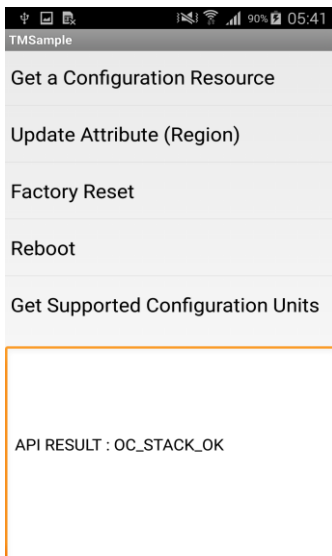 90% 05:41
TMSample
Get a Configuration Resource
Update Attribute (Region)
Factory Reset
Reboot
Get Supported Configuration Units
API RESULT : OC_STACK_OK